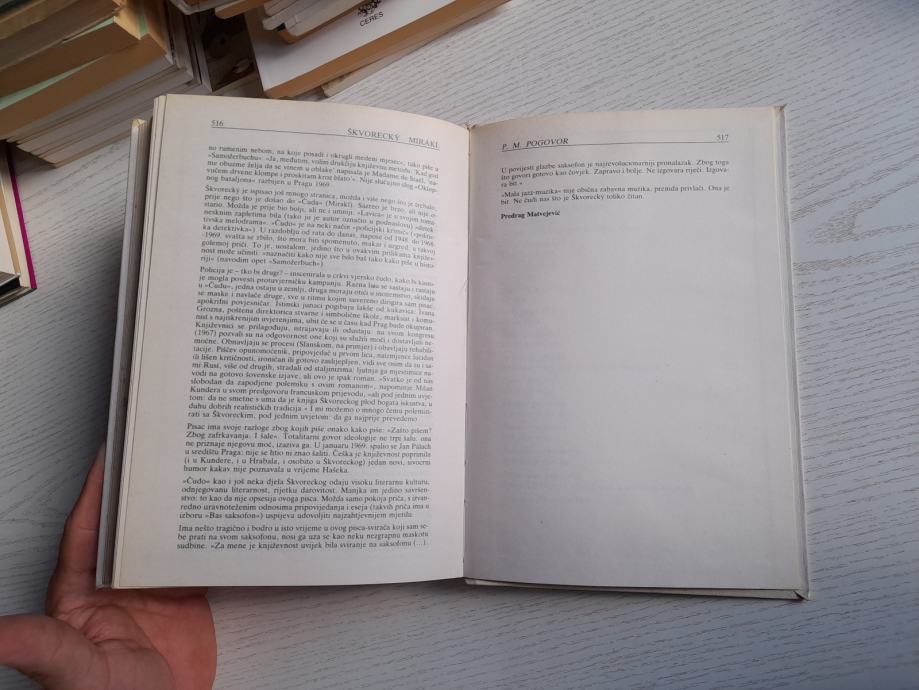 CERES
516
ŠKVORECKÝ MIRÁKL
no rumenim nebom, na koje posadi i okrugli medeni mjesec«, tako piše u
»Samožerbuchu«: »Ja, međutim, volim drukčiju književnu metodu. 'Kad god
me obuzme želja da se vinem u oblake' napisala je Madame de Staël, 'na-
vučem drvene klompe i proskitam kroz blato'«. Nije slučajno slog »Oklop-
nog bataljona« razbijen u Pragu 1969.
Škvorecký je ispisao još mnogo stranica, možda i više nego što je trebalo,
prije nego što je došao do »Čuda« (Mirákl). Sazreo je brzo, ali nije o-
stario. Možda je prije bio bolji, ali ne i umniji. »Lavica« je u svojim roma-
nesknim zapletima bila (tako ju je autor označio u podnaslovu) »detek-
tivska melodrama«. »Čudo« je na neki način »policijski krimić« (»politič-
ka detektivka«). U razdoblju od rata do danas, napose od 1948. do 1968.
-1969. svašta se zbilo, što mora biti spomenuto, makar i uzgred, u takvoj
golemoj priči. To je, uostalom, jedino što u ovakvim prilikama književ-
nost može učiniti: »naznačiti kako nije sve bilo baš tako kako piše u histo-
riji« (navodim opet »Samožerbuch«).
Policija je – tko bi drugi? – inscenirala u crkvi vjersko čudo, kako bi lakše
je mogla povesti protuvjerničku kampanju. Razna lica se sastaju i rastaju
u »Čudu«, jedna ostaju u zemlji, druga moraju otići u inozemstvo, skidaju
se maske i navlače druge, sve u ritmu kojim suvereno dirigira sam pisac,
apokrifni povjesničar. Istinski junaci pogibaju lakše od kukavica: Ivana
Grozna, poštena direktorica stvarne i simbolične škole, marksist i komu-
nist s najiskrenijim uvjerenjima, ubit će se u času kad Prag bude okupiran.
Književnici se prilagođuju, ustrajavaju ili odustaju: na svom kongresu
(1967) pozvali su na odgovornost one koji su služili moći i dostavljali ne-
moćne. Obnavljaju se procesi (Slanskom, na primjer) i obavljaju rehabili-
tacije. Piščev opunomoćenik, pripovjedač u prvom licu, naizmjence lucidan
ili lišen kritičnosti, ironičan ili gotovo zaslijepljen, vidi sve osim da su i sa-
mi Rusi, više od drugih, stradali od staljinizma: ljutnja ga mjestimice na-
vodi na gotovo šovenske izjave, ali ovo je ipak roman. »Svatko je od nas
slobodan da zapodjene polemiku s ovim romanom«, napominje Milan
Kundera u svom predgovoru francuskom prijevodu, »ali pod jednim uvje-
tom: da ne smetne s uma da je knjiga Škvoreckog plod bogata iskustva, u
duhu dobrih realističkih tradicija.« I mi možemo o mnogo čemu polemizi-
rati sa Škvoreckim, pod jednim uvjetom: da ga najprije prevedemo.
Pisac ima svoje razloge zbog kojih piše onako kako piše: »Zašto pišem?
Zbog zafrkavanja. I šale«. Totalitarni govor ideologije ne trpi šalu: ona
ne priznaje njegovu moć, izaziva ga. U januaru 1969. spalio se Jan Palach
u središtu Praga: nije se htio ni znao šaliti. Češka je književnost poprimila
(i u Kundere, i u Hrabala, i osobito u Škvoreckog) jedan novi, sivocrni
humor kakav nije poznavala u vrijeme Hašeka.
»Čudo« kao i još neka djela Škvoreckog odaju visoku literarnu kulturu,
odnjegovanu literarnost, rijetku darovitost. Manjka im jedino savršen-
stvo: to kao da nije opsesija ovoga pisca. Možda samo pokoja priča, s izvan-
redno uravnoteženim odnosima pripovijedanja i eseja (takvih priča ima u
izboru »Bas saksofon«) uspijeva udovoljiti najzahtjevnijem mjerilu.
Ima nešto tragično i bodro u isto vrijeme u ovog pisca-svirača koji sam se-
be prati na svom saksofonu, nosi ga uza se kao neku nezgrapnu maskotu
sudbine. »Za mene je književnost uvijek bila sviranje na saksofonu (...).
P. M. POGOVOR
517
U povijesti glazbe saksofon je najrevolucionarniji pronalazak. Zbog toga
što govori gotovo kao čovjek. Zapravo i bolje. Ne izgovara riječi. Izgova-
ra bit.«
»Mala jazz-muzika« nije obična zabavna muzika, premda privlači. Ona je
bit. Ne čudi nas što je Škvorecký toliko čitan.
Predrag Matvejević